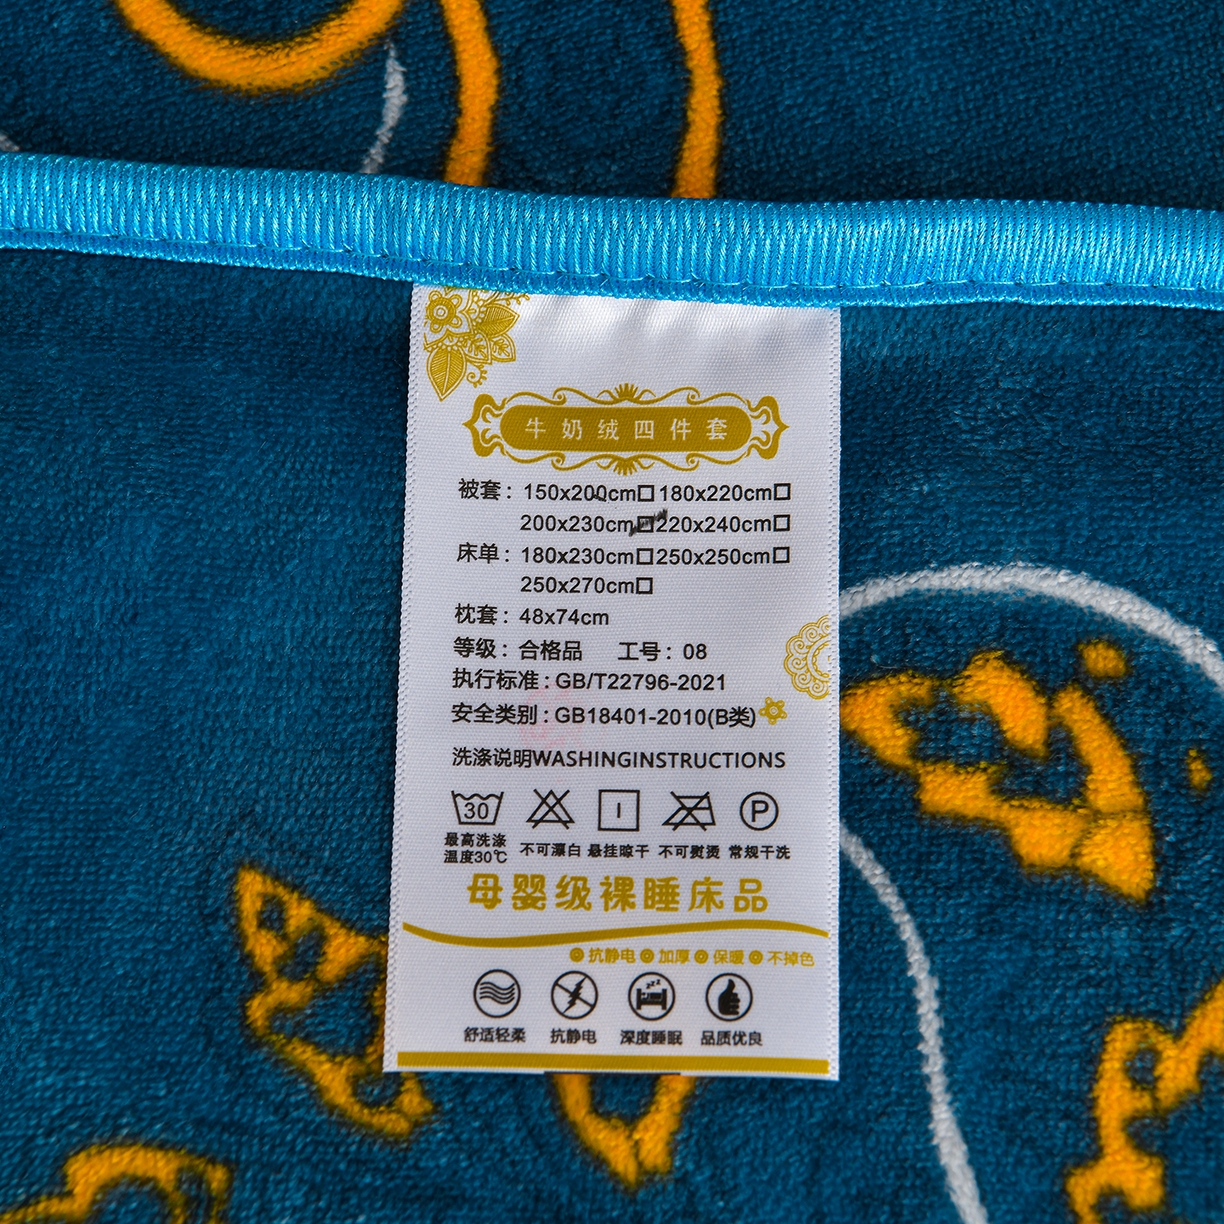 牛奶绒四件套
被套：150x200cm□180x220cm□
200x230cm□220x240cm□
床单：180x230cm□250x250cm□
250x270cm□
枕套：48x74cm
等级：合格品 工号：08
执行标准：GB/T22796-2021
安全类别：GB18401-2010(B类)
洗涤说明WASHINGINSTRUCTIONS
30 P
最高洗涤温度30℃ 不可漂白 悬挂晾干 不可熨烫 常规干洗
母婴级裸睡床品
抗静电 加厚 保暖 不掉色
舒适轻柔 抗静电 深度睡眠 品质优良